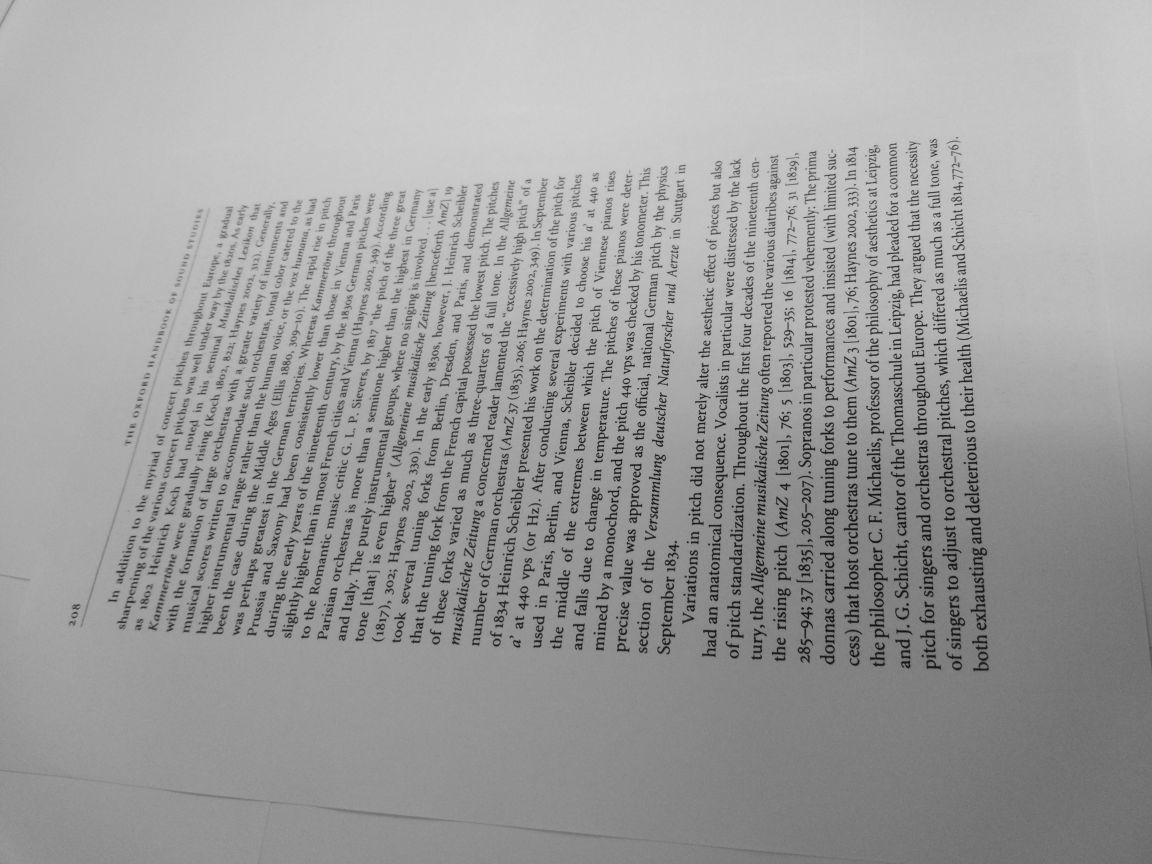 208
THE OXFORD HANDBOOK OF SOUND STUDIES
In addition to the myriad of concert pitches throughout Europe, a gradual
sharpening of the various concert pitches was well under way by the 1820s. As early
as 1802 Heinrich Koch had noted in his seminal Musikalisches Lexikon that
Kammertöne were gradually rising (Koch 1802, 822; Haynes 2002, 312). Generally,
with the formation of large orchestras with a greater variety of instruments and
musical scores written to accommodate such orchestras, tonal color catered to the
higher instrumental range rather than the human voice, or the vox humana, as had
been the case during the Middle Ages (Ellis 1880, 309–10). The rapid rise in pitch
was perhaps greatest in the German territories. Whereas Kammertöne throughout
Prussia and Saxony had been consistently lower than those in Vienna and Paris
during the early years of the nineteenth century, by the 1830s German pitches were
slightly higher than in most French cities and Vienna (Haynes 2002, 349). According
to the Romantic music critic G. L. P. Sievers, by 1817 "the pitch of the three great
Parisian orchestras is more than a semitone higher than the highest in Germany
and Italy. The purely instrumental groups, where no singing is involved . . . [use a]
tone [that] is even higher" (Allgemeine musikalische Zeitung [henceforth AmZ] 19
(1817), 302; Haynes 2002, 330). In the early 1830s, however, J. Heinrich Scheibler
took several tuning forks from Berlin, Dresden, and Paris, and demonstrated
that the tuning fork from the French capital possessed the lowest pitch. The pitches
of these forks varied as much as three-quarters of a full tone. In the Allgemeine
musikalische Zeitung a concerned reader lamented the "excessively high pitch" of a
number of German orchestras (AmZ 37 (1835), 206; Haynes 2002, 349). In September
of 1834 Heinrich Scheibler presented his work on the determination of the pitch for
a' at 440 vps (or Hz). After conducting several experiments with various pitches
used in Paris, Berlin, and Vienna, Scheibler decided to choose his a' at 440 as
the middle of the extremes between which the pitch of Viennese pianos rises
and falls due to change in temperature. The pitches of these pianos were deter-
mined by a monochord, and the pitch 440 vps was checked by his tonometer. This
precise value was approved as the official, national German pitch by the physics
section of the Versammlung deutscher Naturforscher und Aerzte in Stuttgart in
September 1834.
Variations in pitch did not merely alter the aesthetic effect of pieces but also
had an anatomical consequence. Vocalists in particular were distressed by the lack
of pitch standardization. Throughout the first four decades of the nineteenth cen-
tury, the Allgemeine musikalische Zeitung often reported the various diatribes against
the rising pitch (AmZ 4 [1801], 76; 5 [1803], 529–35; 16 [1814], 772–76; 31 [1829],
285–94; 37 [1835], 205–207). Sopranos in particular protested vehemently: The prima
donnas carried along tuning forks to performances and insisted (with limited suc-
cess) that host orchestras tune to them (AmZ 3 [1801], 76; Haynes 2002, 333). In 1814
the philosopher C. F. Michaelis, professor of the philosophy of aesthetics at Leipzig,
and J. G. Schicht, cantor of the Thomasschule in Leipzig, had pleaded for a common
pitch for singers and orchestras throughout Europe. They argued that the necessity
of singers to adjust to orchestral pitches, which differed as much as a full tone, was
both exhausting and deleterious to their health (Michaelis and Schicht 1814, 772–76).